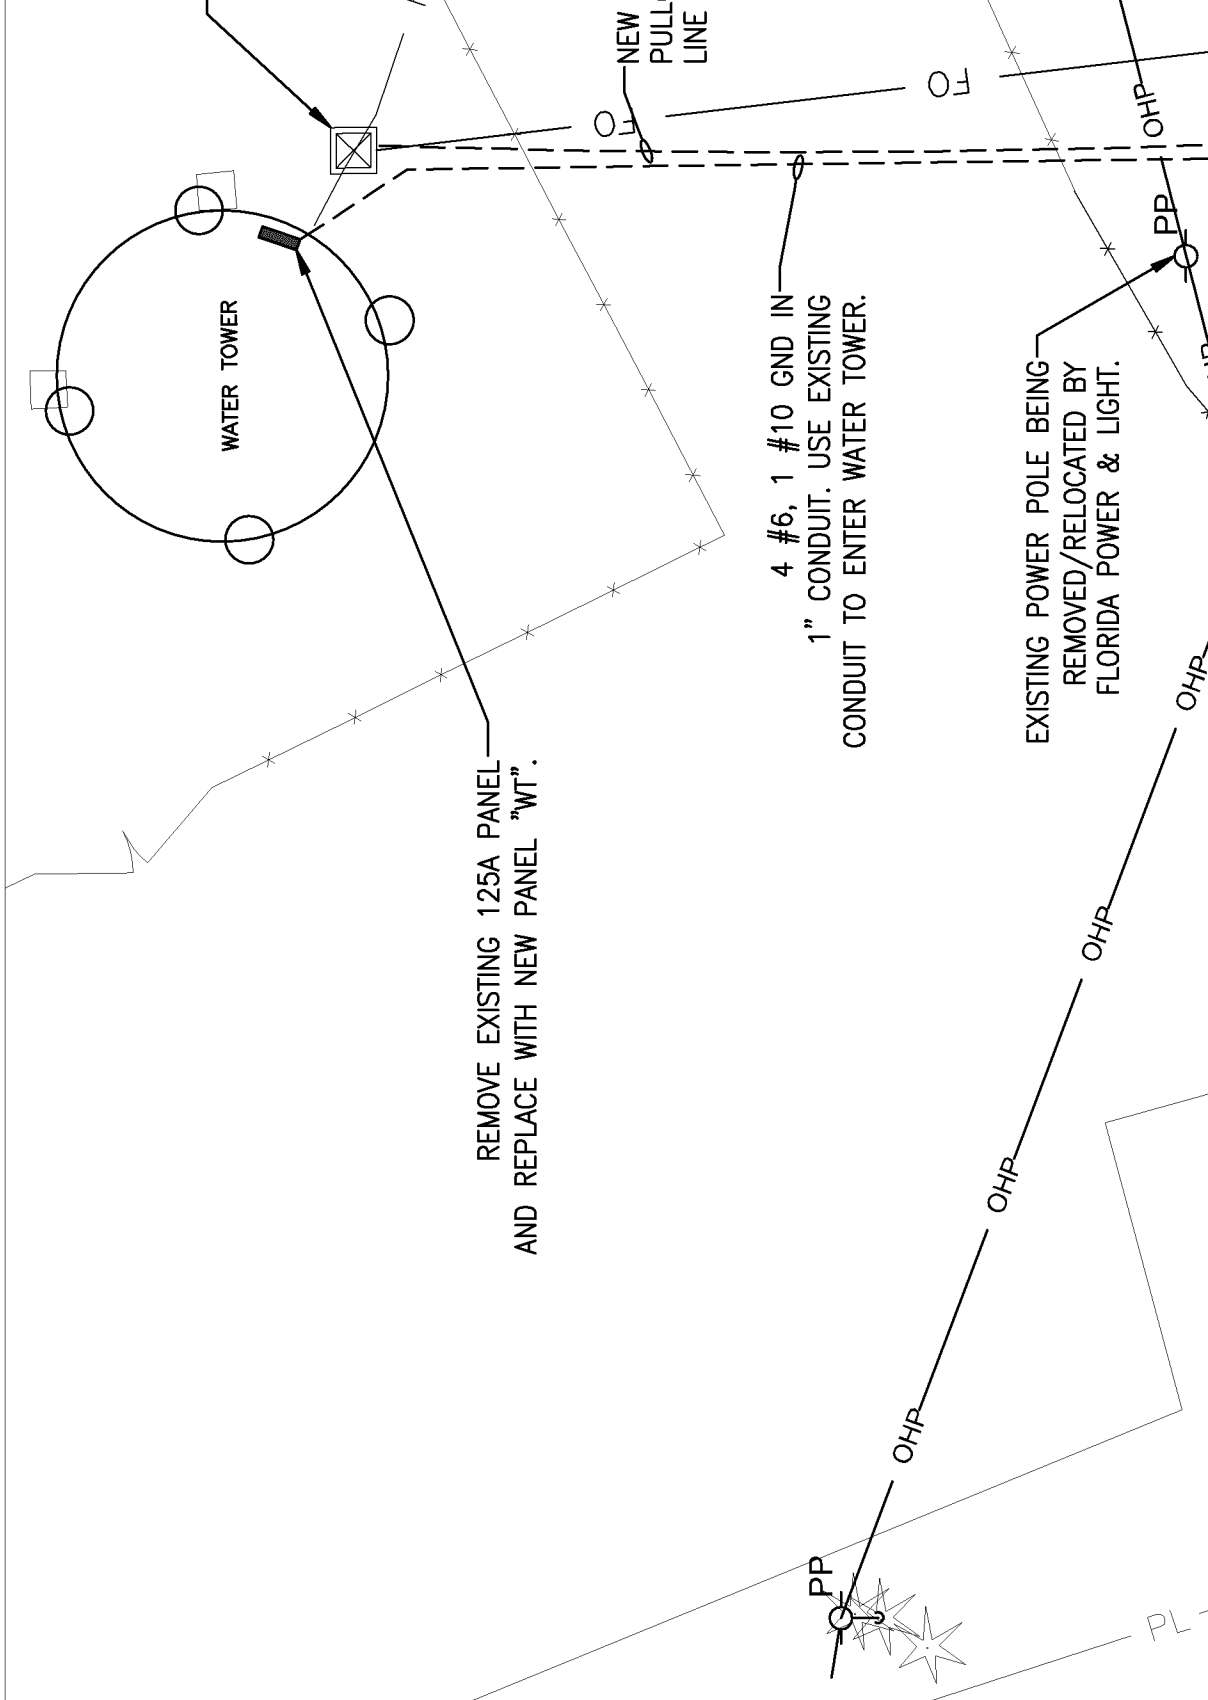 NEW
LINE
FO
FO
OHP
PP
WATER TOWER
4 #6, 1 #10 GND IN
1" CONDUIT. USE EXISTING
CONDUIT TO ENTER WATER TOWER.
EXISTING POWER POLE BEING
REMOVED/RELOCATED BY
FLORIDA POWER & LIGHT.
REMOVE EXISTING 125A PANEL
AND REPLACE WITH NEW PANEL "WT".
OHP
OHP
OHP
OHP
PP
PL